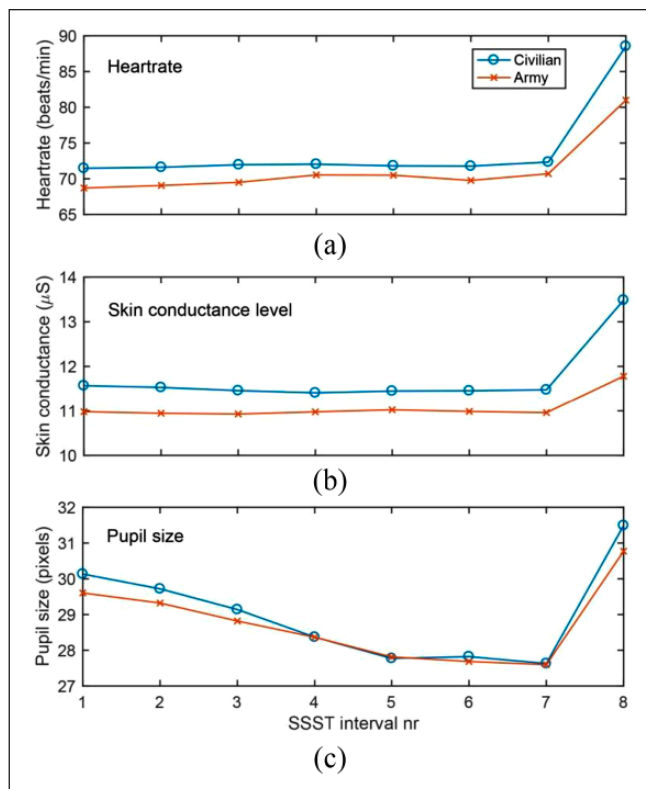 90
85
80
75
70
65
Heartrate (beats/min)
Heartrate
Civilian
Army
(a)
14
13
12
11
10
Skin conductance (μS)
Skin conductance level
(b)
32
31
30
29
28
27
Pupil size (pixels)
Pupil size
1 2 3 4 5 6 7 8
SSST interval nr
(c)